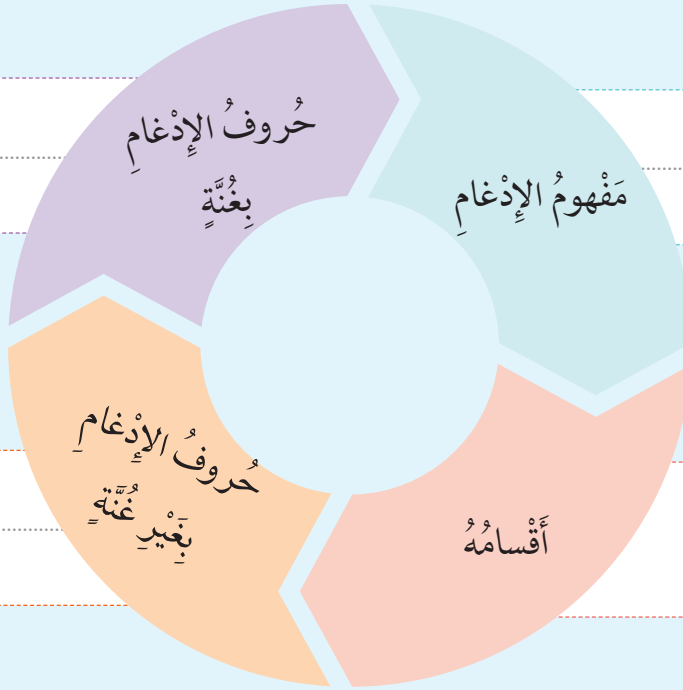 مَفْهومُ الإِدْغامِ
أَقْسامُهُ
حُروفُ الإِدْغامِ
بِغَيْرِ غُنَّةٍ
حُروفُ الإِدْغامِ
بِغُنَّةٍ